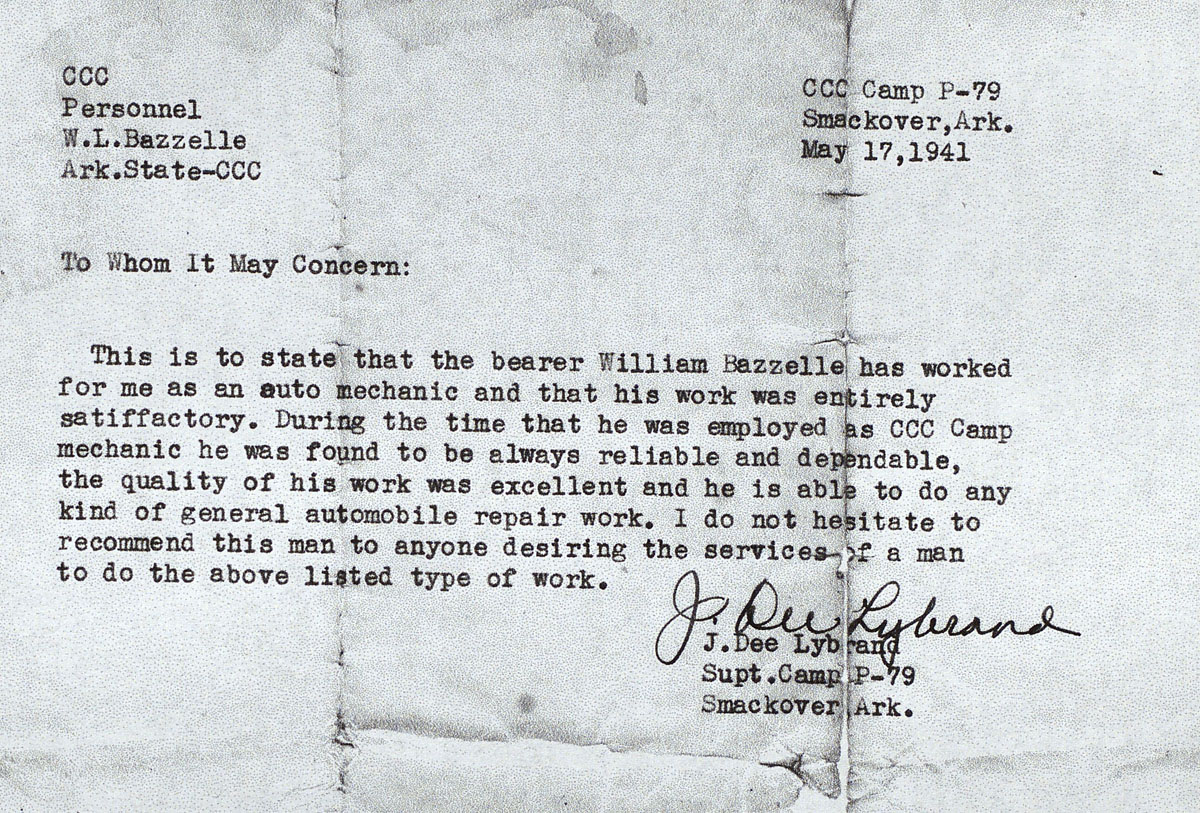 CCC
Personnel
W.L.Bazzelle
Ark.State-CCC
CCC Camp P-79
Smackover,Ark.
May 17,1941
To Whom It May Concern:
This is to state that the bearer William Bazzelle has worked
for me as an auto mechanic and that his work was entirely
satiffactory. During the time that he was employed as CCC Camp
mechanic he was found to be always reliable and dependable,
the quality of his work was excellent and he is able to do any
kind of general automobile repair work. I do not hesitate to
recommend this man to anyone desiring the services of a man
to do the above listed type of work.
J. Dee Lybrand
J.Dee Lybrand
Supt.Camp P-79
Smackover Ark.